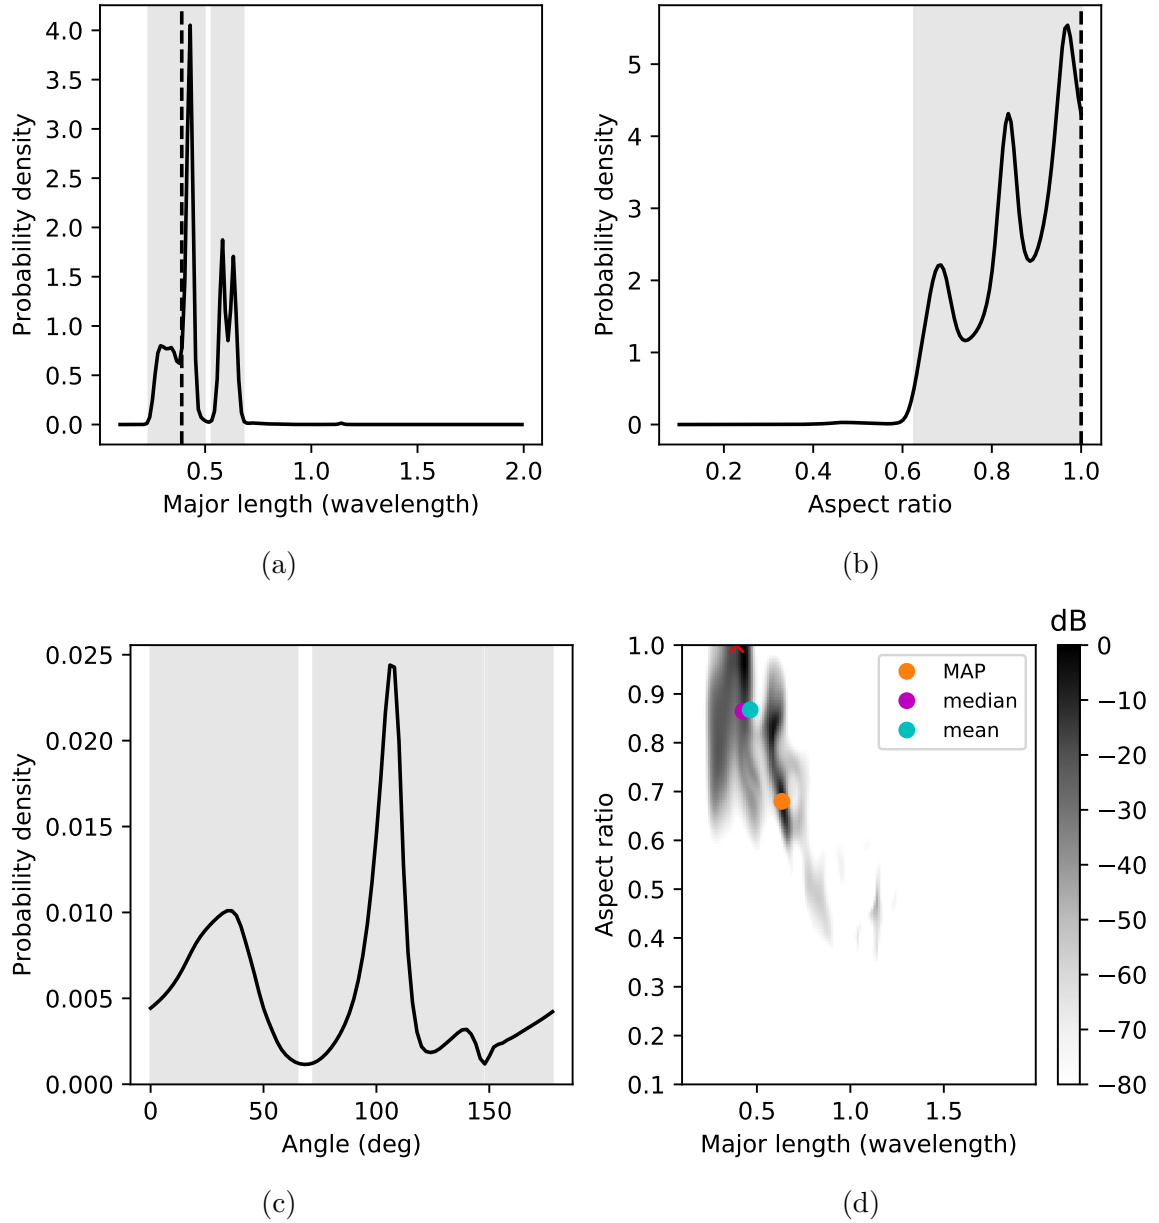 4.0
3.5
3.0
2.5
2.0
1.5
1.0
0.5
0.0
Probability density
0.5 1.0 1.5 2.0
Major length (wavelength)
(a)
5
4
3
2
1
0
Probability density
0.2 0.4 0.6 0.8 1.0
Aspect ratio
(b)
0.025
0.020
0.015
0.010
0.005
0.000
Probability density
0 50 100 150
Angle (deg)
(c)
1.0
0.9
0.8
0.7
0.6
0.5
0.4
0.3
0.2
0.1
Aspect ratio
MAP
median
mean
0.5 1.0 1.5
Major length (wavelength)
dB
0
−10
−20
−30
−40
−50
−60
−70
−80
(d)